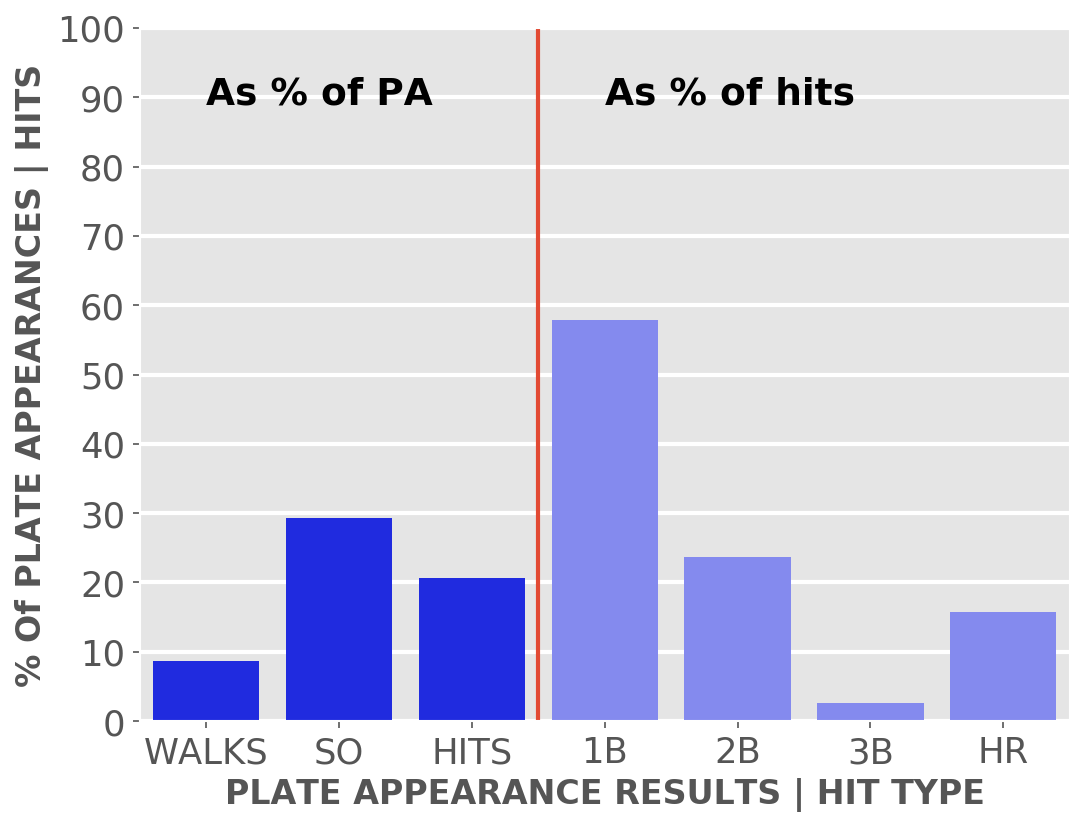 % Of PLATE APPEARANCES | HITS
100
90
80
70
60
50
40
30
20
10
0
As % of PA
As % of hits
WALKS SO HITS 1B 2B 3B HR
PLATE APPEARANCE RESULTS | HIT TYPE